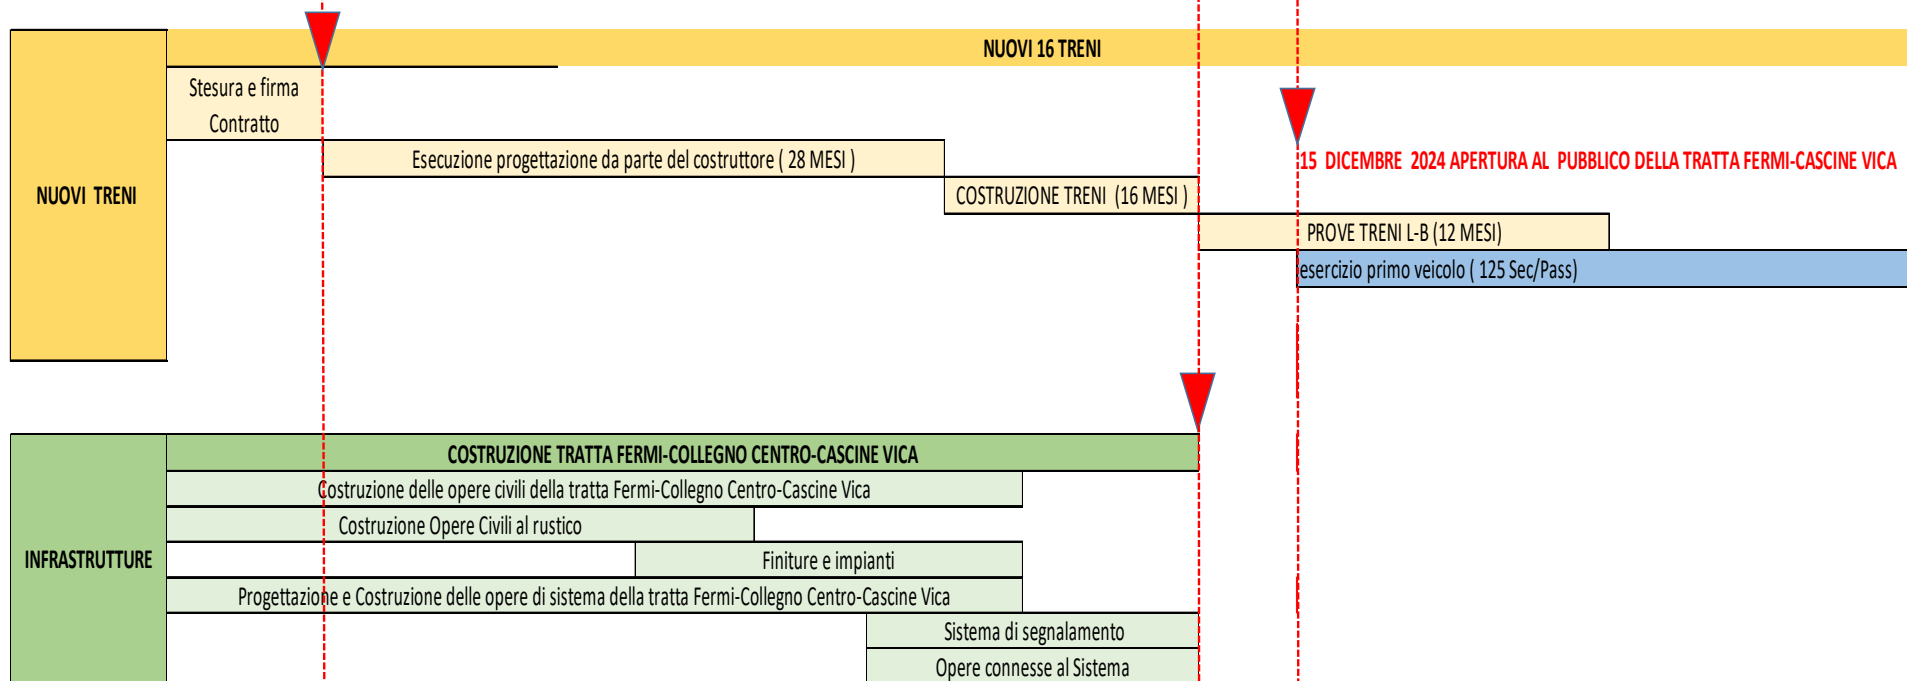 NUOVI 16 TRENI
NUOVI TRENI
Stesura e firma
Contratto
Esecuzione progettazione da parte del costruttore ( 28 MESI )
15 DICEMBRE 2024 APERTURA AL PUBBLICO DELLA TRATTA FERMI-CASCINE VICA
COSTRUZIONE TRENI (16 MESI )
PROVE TRENI L-B (12 MESI)
esercizio primo veicolo ( 125 Sec/Pass)
INFRASTRUTTURE
COSTRUZIONE TRATTA FERMI-COLLEGNO CENTRO-CASCINE VICA
Costruzione delle opere civili della tratta Fermi-Collegno Centro-Cascine Vica
Costruzione Opere Civili al rustico
Finiture e impianti
Progettazione e Costruzione delle opere di sistema della tratta Fermi-Collegno Centro-Cascine Vica
Sistema di segnalamento
Opere connesse al Sistema